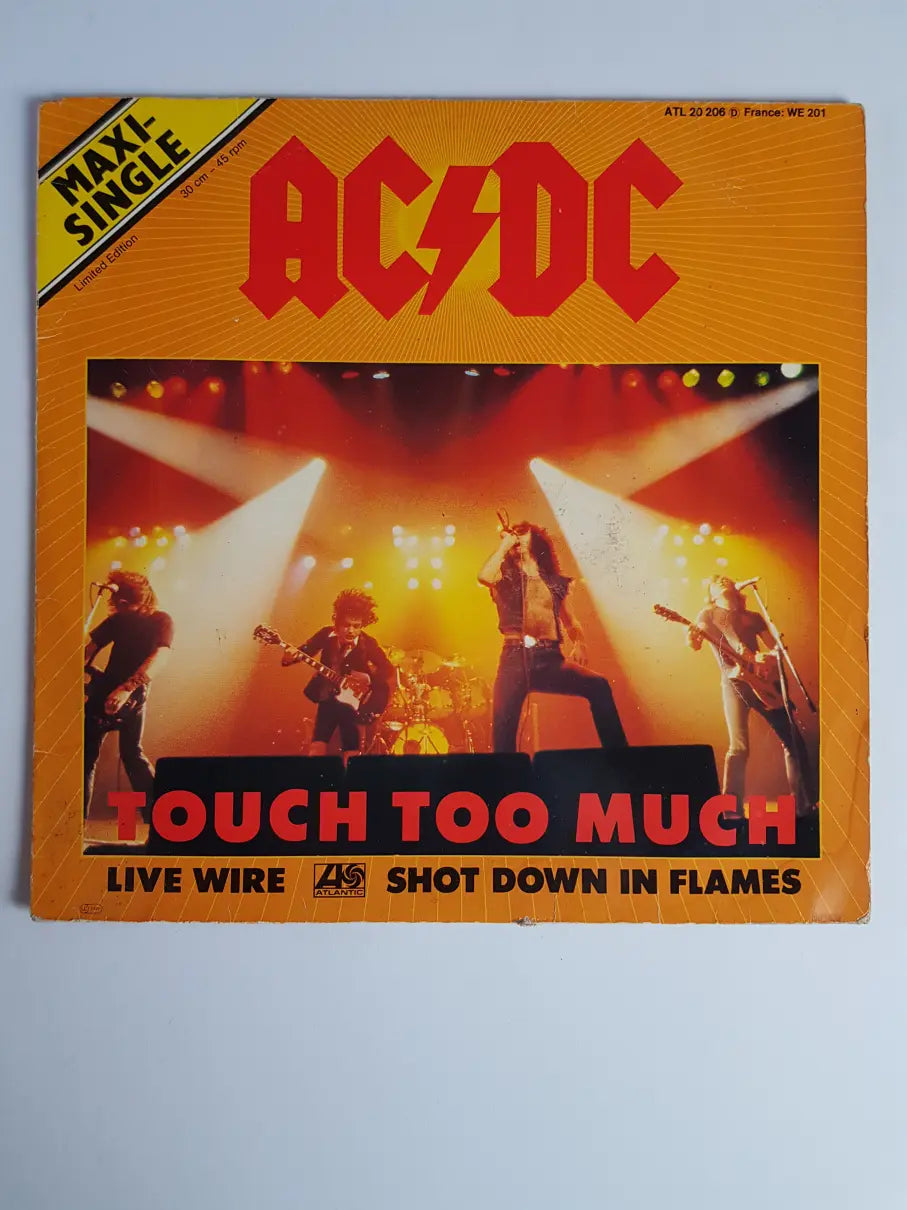 MAXI-
SINGLE
30 cm – 45 rpm
Limited Edition
ATL 20 206 Ⓓ France: WE 201
AC⚡DC
TOUCH TOO MUCH
LIVE WIRE
ATLANTIC
SHOT DOWN IN FLAMES